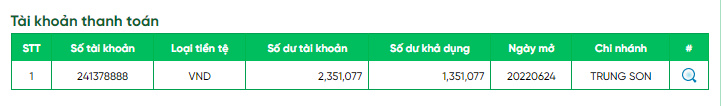 Tài khoản thanh toán
STT Số tài khoản Loại tiền tệ Số dư tài khoản Số dư khả dụng Ngày mở Chi nhánh #
1 241378888 VND 2,351,077 1,351,077 20220624 TRUNG SON